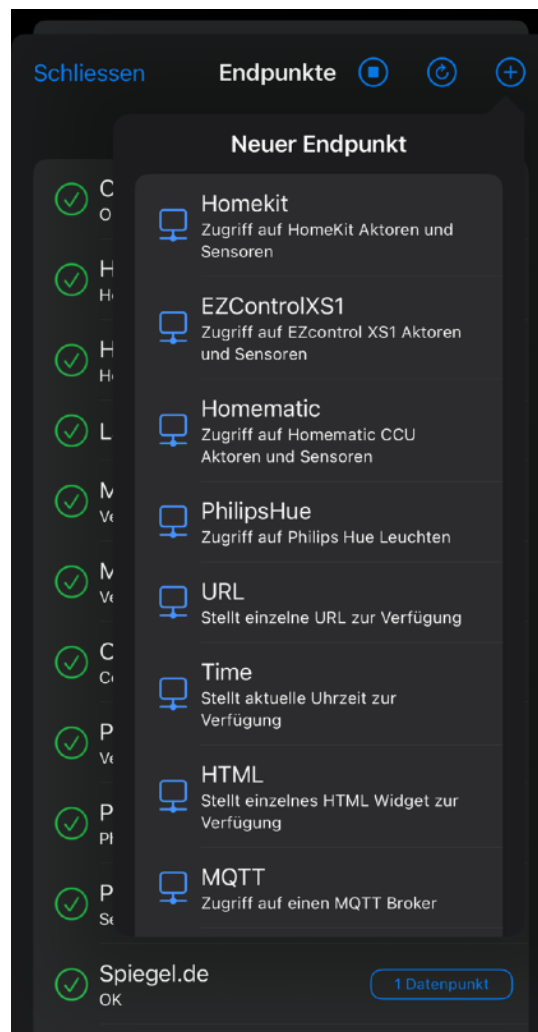 Schliessen
Endpunkte
Neuer Endpunkt
Homekit
Zugriff auf HomeKit Aktoren und
Sensoren
EZControlXS1
Zugriff auf EZcontrol XS1 Aktoren
und Sensoren
Homematic
Zugriff auf Homematic CCU
Aktoren und Sensoren
PhilipsHue
Zugriff auf Philips Hue Leuchten
URL
Stellt einzelne URL zur Verfügung
Time
Stellt aktuelle Uhrzeit zur
Verfügung
HTML
Stellt einzelnes HTML Widget zur
Verfügung
MQTT
Zugriff auf einen MQTT Broker
Spiegel.de
OK
1 Datenpunkt